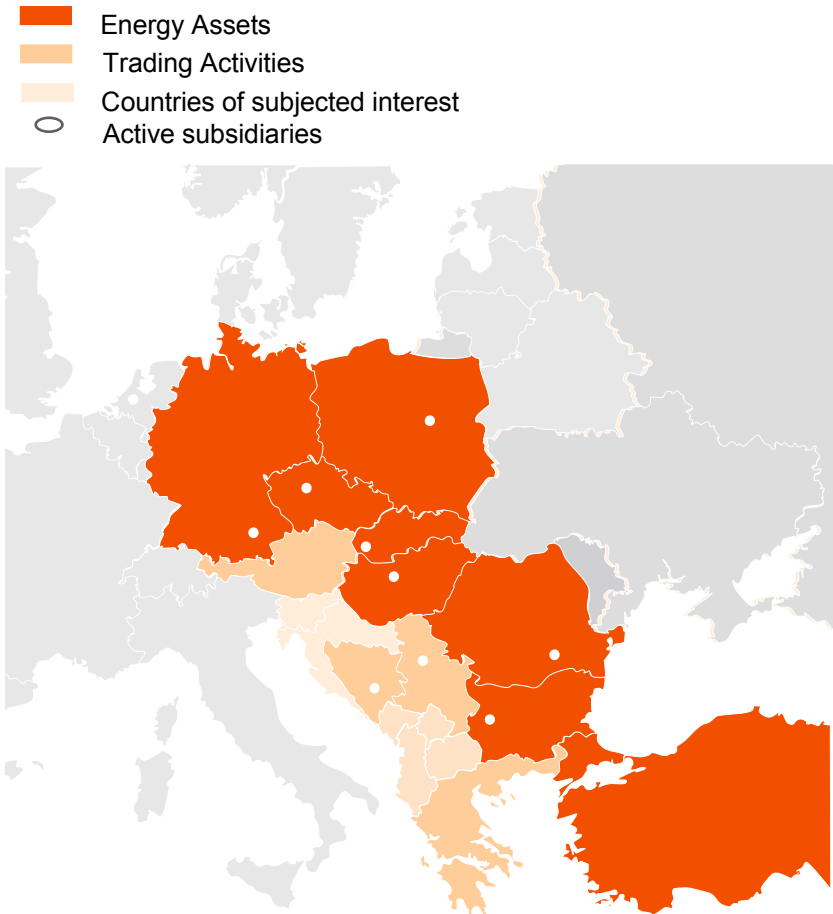 Energy Assets
Trading Activities
Countries of subjected interest
Active subsidiaries